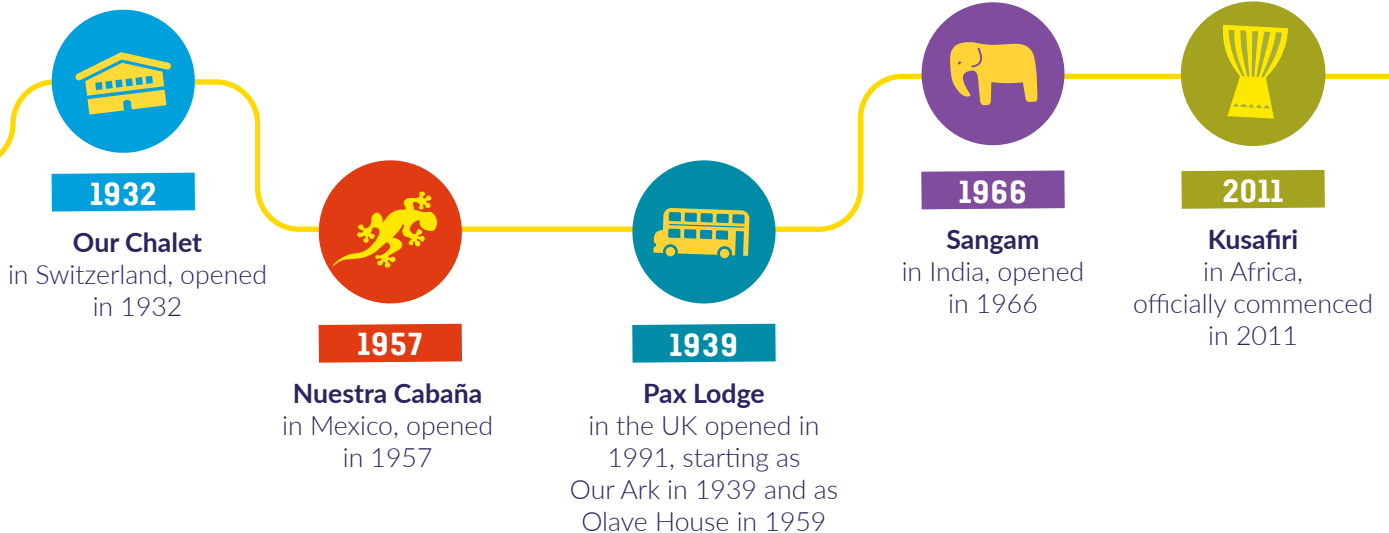 1932
Our Chalet
in Switzerland, opened
in 1932
1957
Nuestra Cabaña
in Mexico, opened
in 1957
1939
Pax Lodge
in the UK opened in
1991, starting as
Our Ark in 1939 and as
Olave House in 1959
1966
Sangam
in India, opened
in 1966
2011
Kusafiri
in Africa,
officially commenced
in 2011